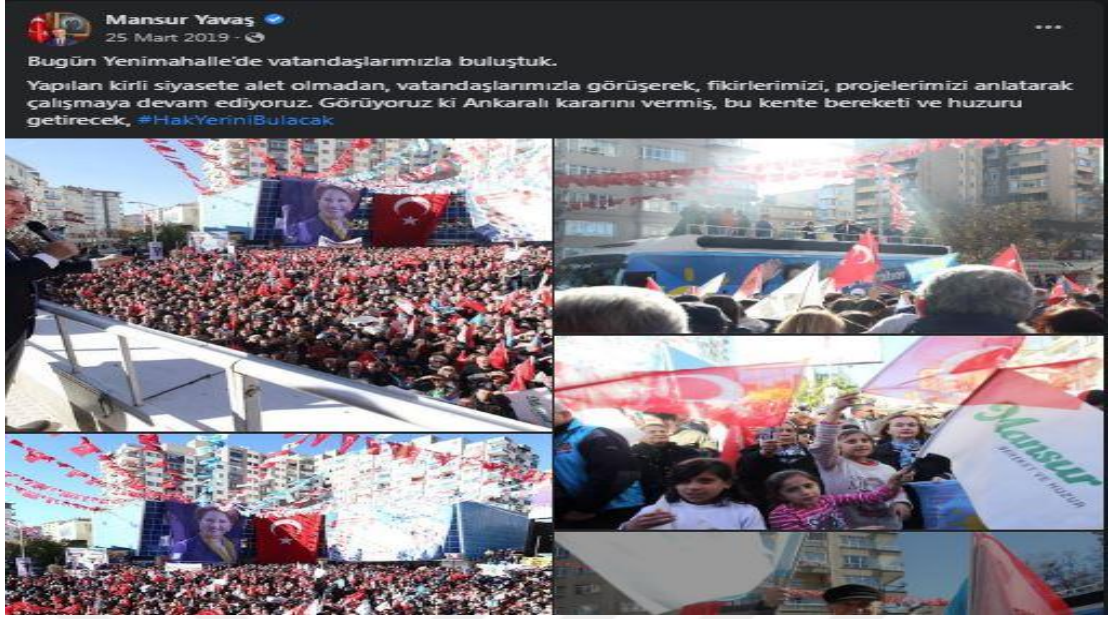 Mansur Yavaş
25 Mart 2019 ·
Bugün Yenimahalle'de vatandaşlarımızla buluştuk.
Yapılan kirli siyasete alet olmadan, vatandaşlarımızla görüşerek, fikirlerimizi, projelerimizi anlatarak
çalışmaya devam ediyoruz. Görüyoruz ki Ankaralı kararını vermiş, bu kente bereketi ve huzuru
getirecek, #HakYeriniBulacak
Mansur
BEREKET VE HUZUR